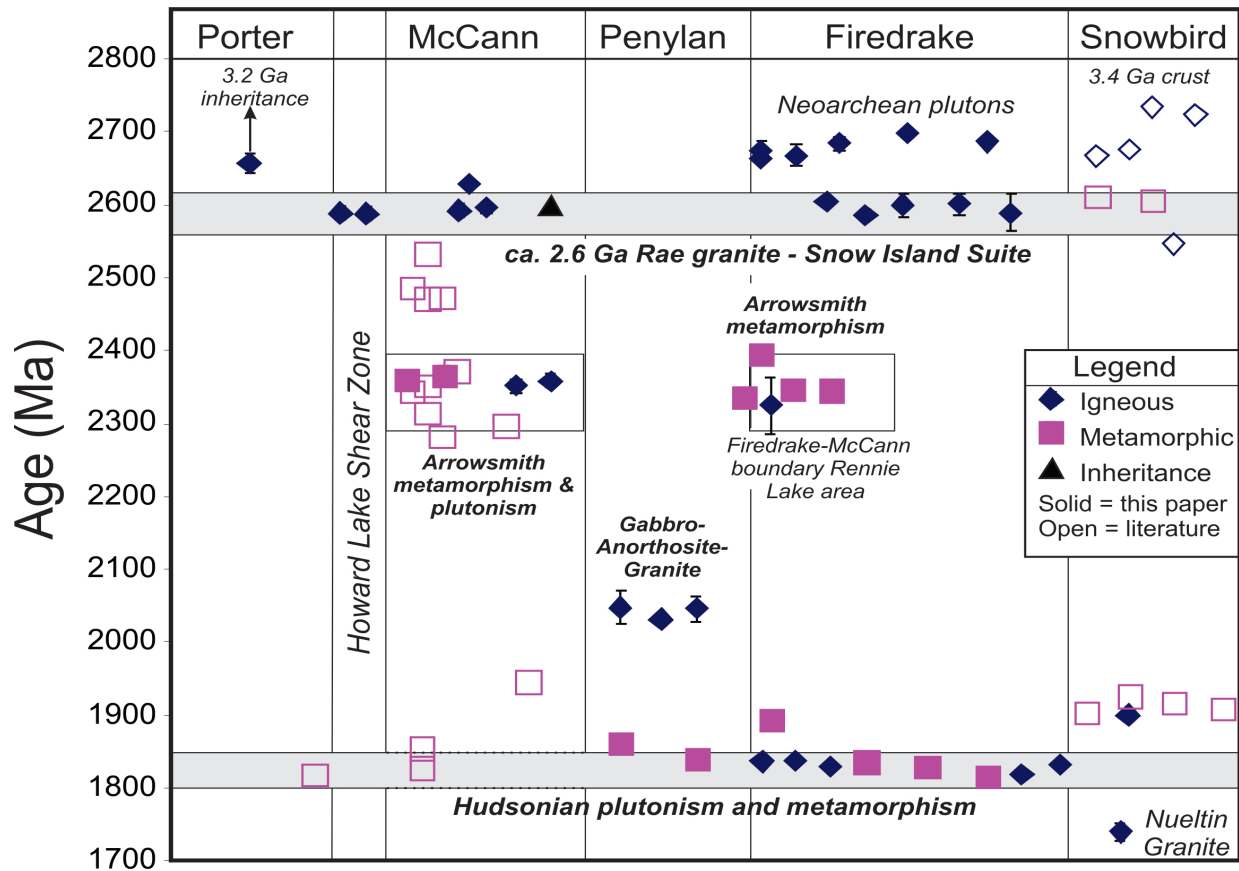 Porter
McCann
Penylan
Firedrake
Snowbird
2800
2700
2600
2500
2400
2300
2200
2100
2000
1900
1800
1700
Age (Ma)
3.2 Ga
inheritance
Neoarchean plutons
3.4 Ga crust
ca. 2.6 Ga Rae granite - Snow Island Suite
Howard Lake Shear Zone
Arrowsmith
metamorphism &
plutonism
Arrowsmith
metamorphism
Firedrake-McCann
boundary Rennie
Lake area
Gabbro-
Anorthosite-
Granite
Legend
Igneous
Metamorphic
Inheritance
Solid = this paper
Open = literature
Hudsonian plutonism and metamorphism
Nueltin
Granite